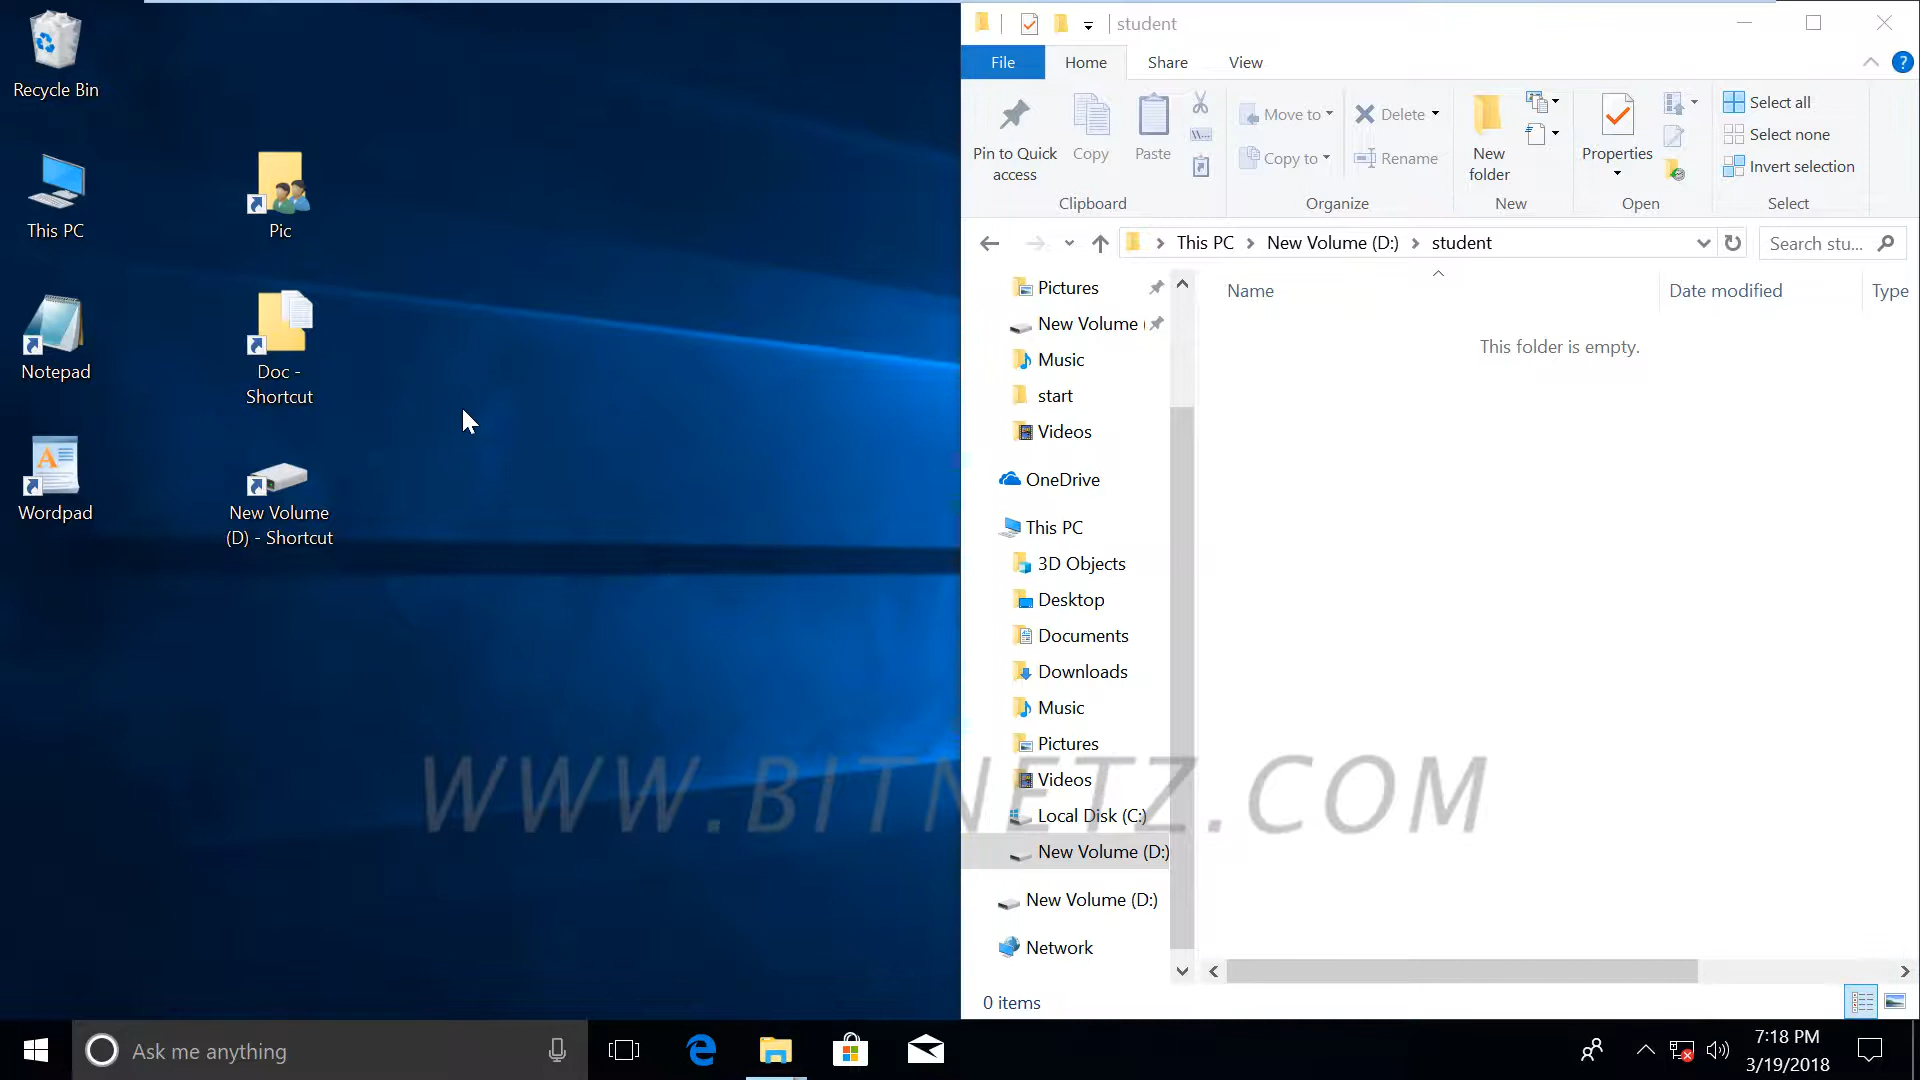 Recycle Bin
This PC
Pic
Notepad
Doc -
Shortcut
Wordpad
New Volume
(D) - Shortcut
student
File
Home
Share
View
Pin to Quick
access
Copy
Paste
Move to
Copy to
Delete
Rename
New
folder
Properties
Select all
Select none
Invert selection
Clipboard
Organize
New
Open
Select
This PC
New Volume (D:)
student
Search stu...
Name
Date modified
Type
This folder is empty.
Pictures
New Volume (
Music
start
Videos
OneDrive
This PC
3D Objects
Desktop
Documents
Downloads
Music
Pictures
Videos
Local Disk (C:)
New Volume (D:)
New Volume (D:)
Network
WWW.BITNETZ.COM
0 items
Ask me anything
7:18 PM
3/19/2018